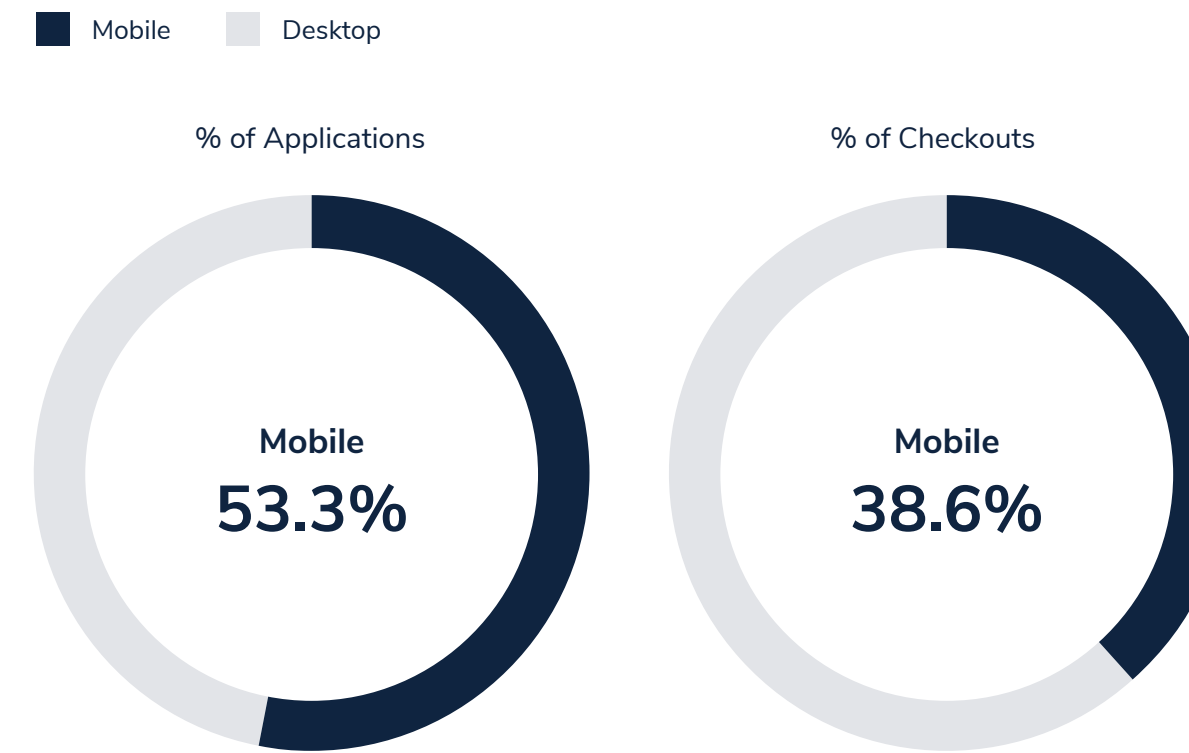 Mobile Desktop
% of Applications
Mobile
53.3%
% of Checkouts
Mobile
38.6%